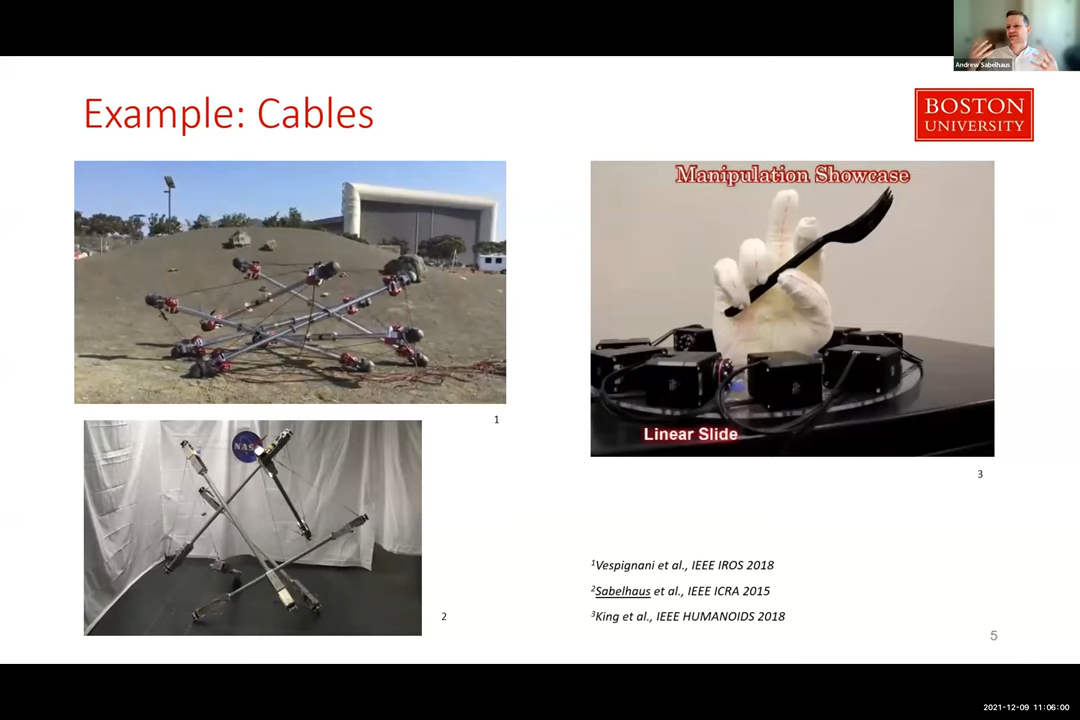 Andrew Sabelhaus
Example: Cables
BOSTON
UNIVERSITY
Manipulation Showcase
Linear Slide
1
NASA
3
2
1Vespignani et al., IEEE IROS 2018
2Sabelhaus et al., IEEE ICRA 2015
3King et al., IEEE HUMANOIDS 2018
5
2021-12-09 11:06:00